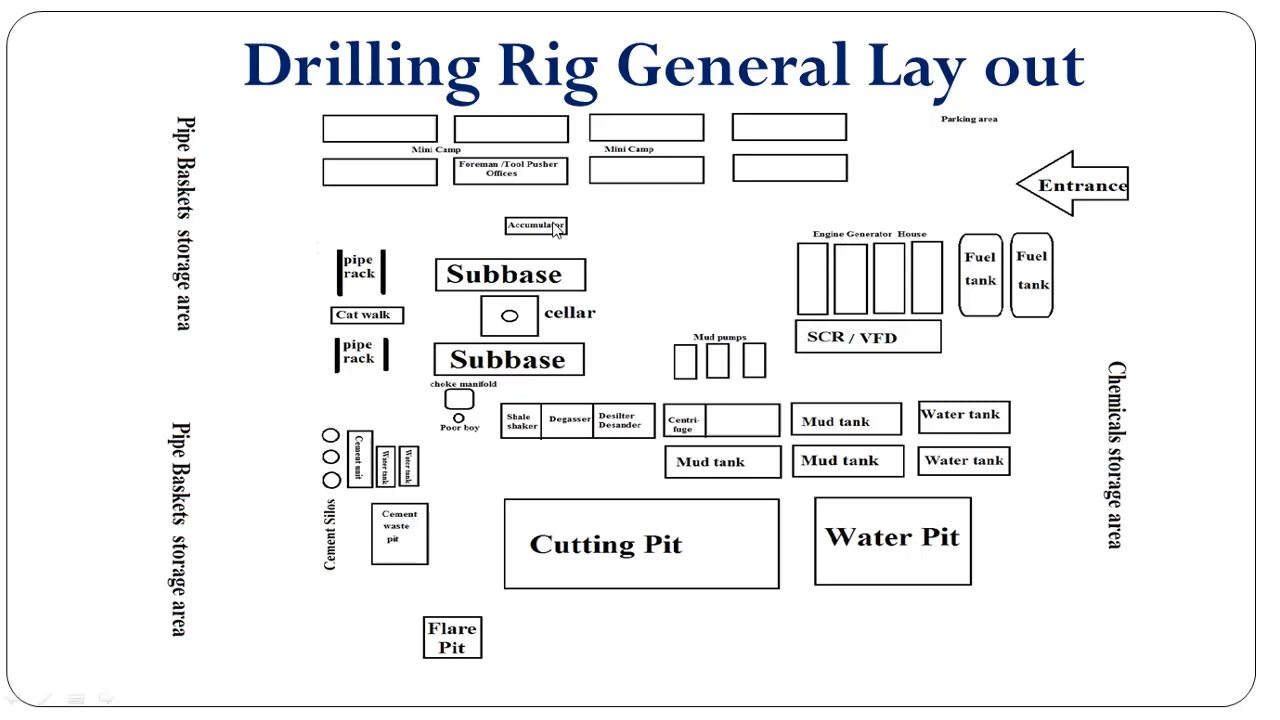 Drilling Rig General Lay out
Pipe Baskets storage area
Parking area
Mini Camp
Mini Camp
Foreman /Tool Pusher
Offices
Entrance
Accumulator
Engine Generator House
Fuel
tank
Fuel
tank
pipe
rack
Subbase
Cat walk
cellar
SCR / VFD
Mud pumps
pipe
rack
Subbase
choke manifold
Poor boy
Shale
shaker
Degasser
Desilter
Desander
Centri-
fuge
Mud tank
Water tank
Mud tank
Mud tank
Water tank
Chemicals storage area
Pipe Baskets storage area
Cement unit
Water tank
Water tank
Cement Silos
Cement
waste
pit
Cutting Pit
Water Pit
Flare
Pit